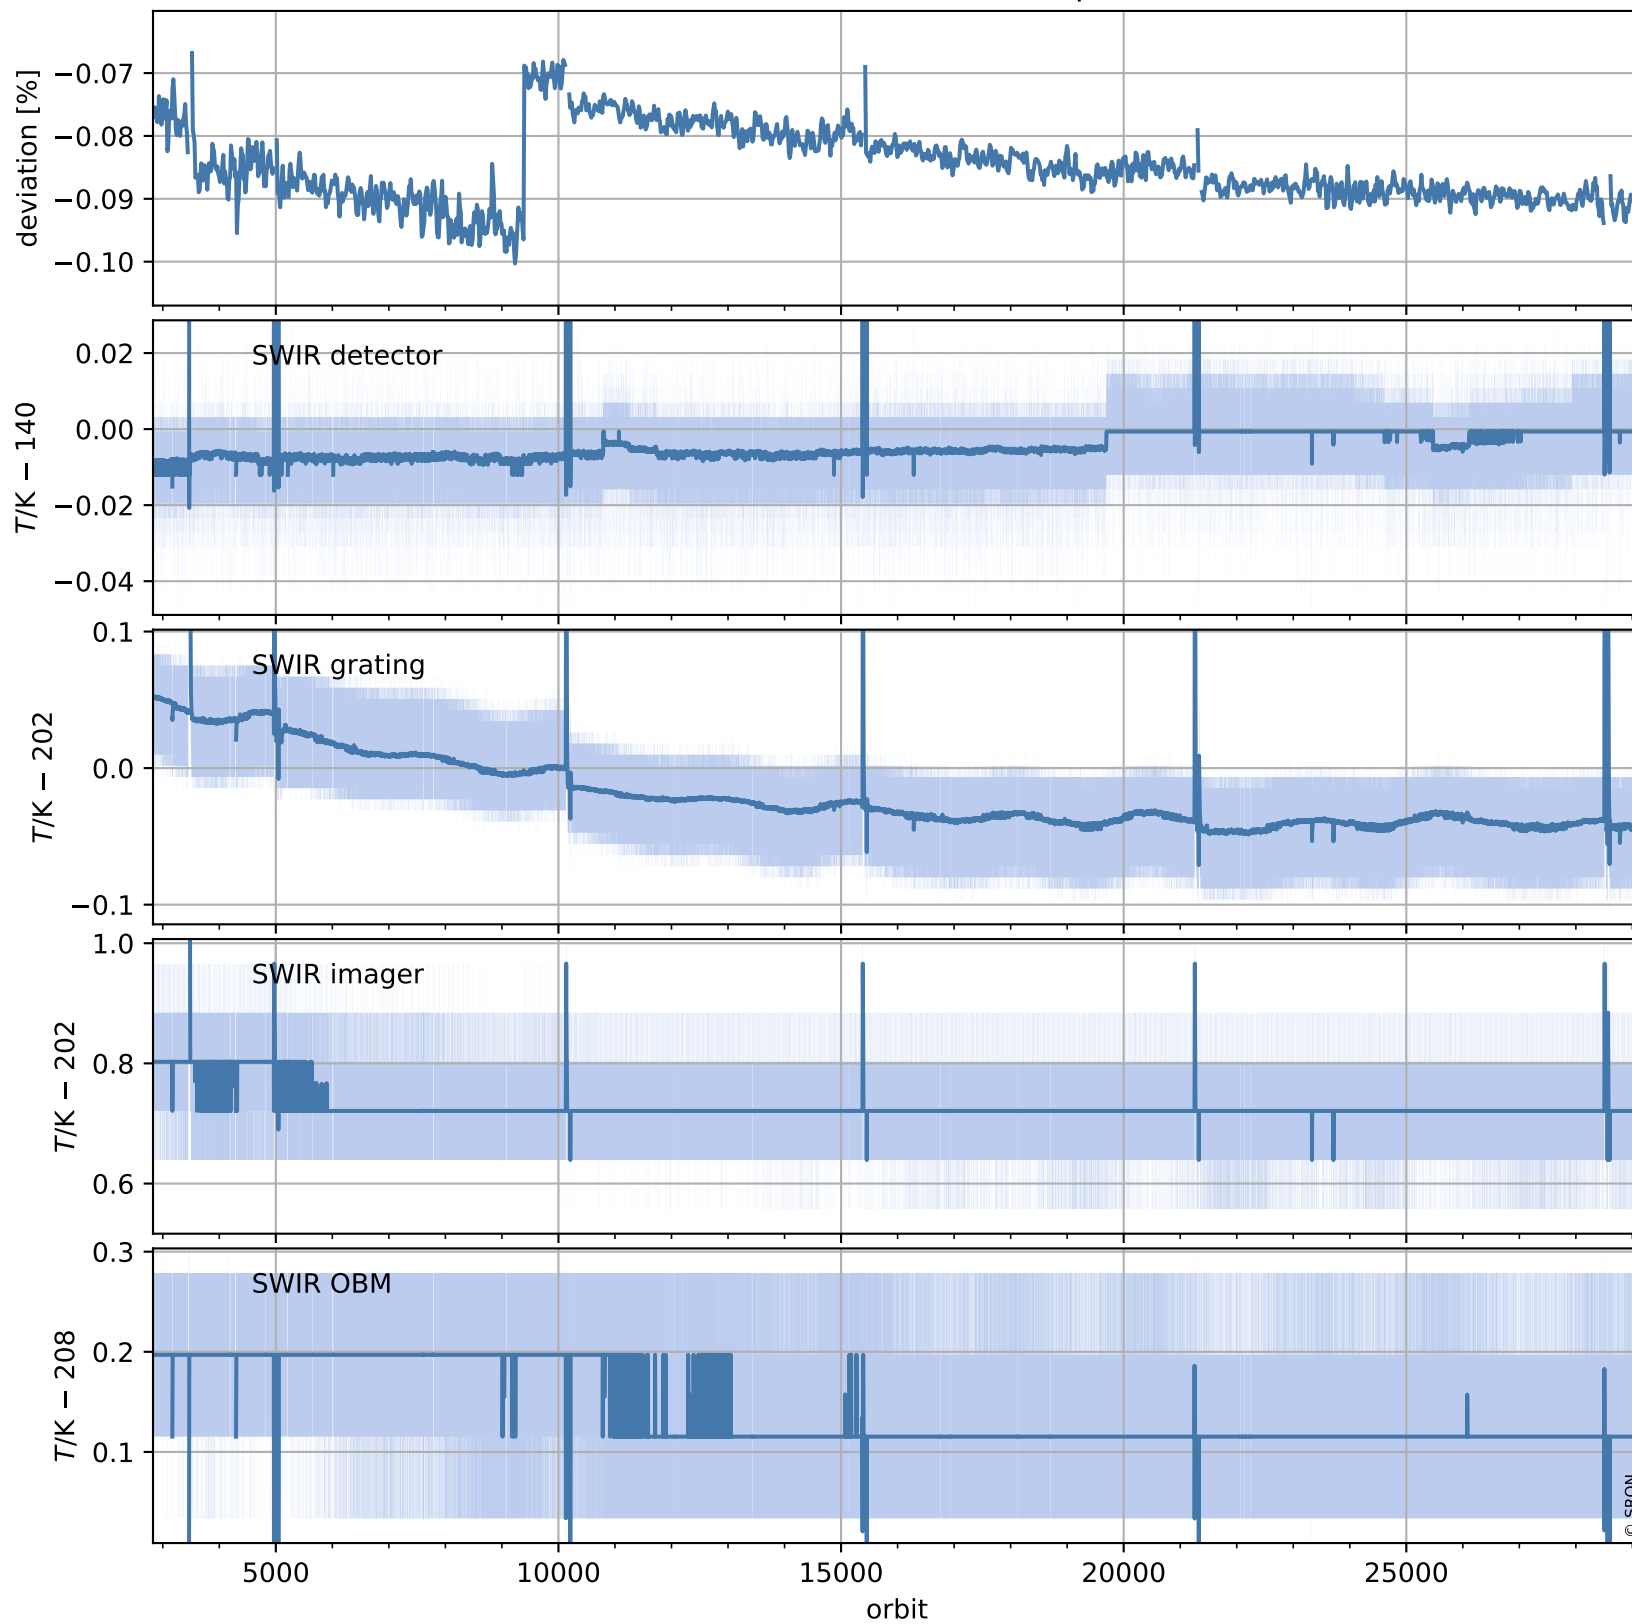 deviation [%]
−0.07
−0.08
−0.09
−0.10
SWIR detector
T/K − 140
0.02
0.00
−0.02
−0.04
SWIR grating
T/K − 202
0.1
0.0
−0.1
SWIR imager
T/K − 202
1.0
0.8
0.6
SWIR OBM
T/K − 208
0.3
0.2
0.1
© SRON
5000 10000 15000 20000 25000
orbit